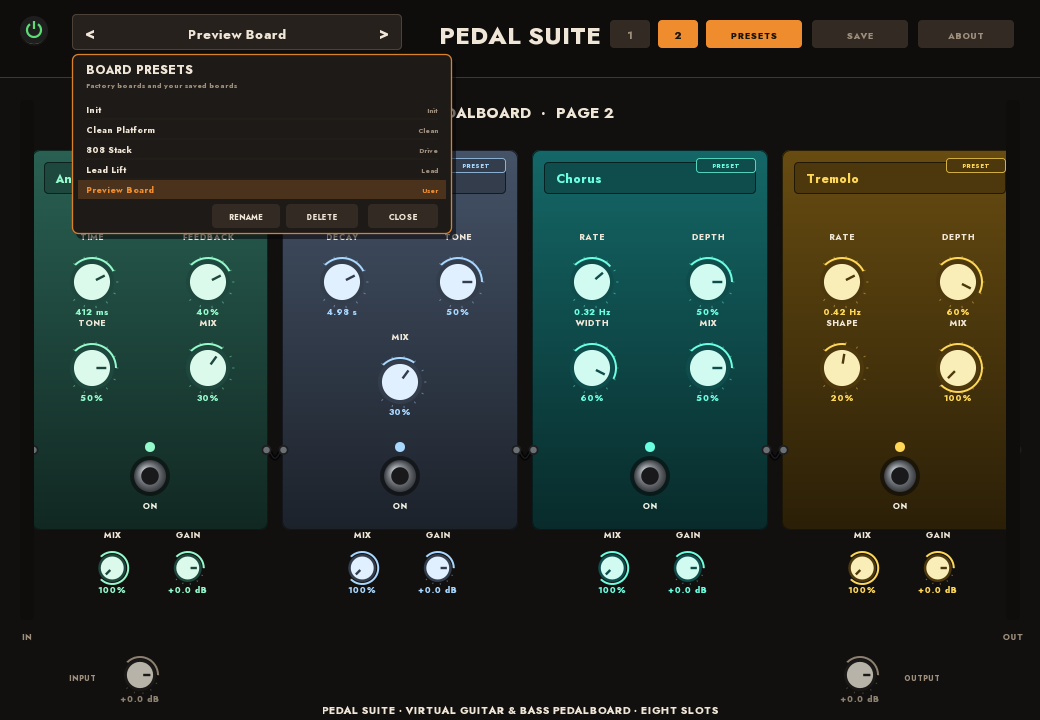 < Preview Board >
PEDAL SUITE
1
2
PRESETS
SAVE
ABOUT
BOARD PRESETS
Factory boards and your saved boards
Init Init
Clean Platform Clean
808 Stack Drive
Lead Lift Lead
Preview Board User
RENAME DELETE CLOSE
DALBOARD · PAGE 2
An
PRESET
Chorus PRESET
Tremolo PRESET
TIME FEEDBACK DECAY TONE RATE DEPTH RATE DEPTH
412 ms 40% 4.98 s 50% 0.32 Hz 50% 0.42 Hz 60%
TONE MIX WIDTH MIX SHAPE MIX
MIX
50% 30% 60% 50% 20% 100%
30%
ON ON ON ON
MIX GAIN MIX GAIN MIX GAIN MIX GAIN
100% +0.0 dB 100% +0.0 dB 100% +0.0 dB 100% +0.0 dB
IN OUT
INPUT OUTPUT
+0.0 dB +0.0 dB
PEDAL SUITE · VIRTUAL GUITAR & BASS PEDALBOARD · EIGHT SLOTS